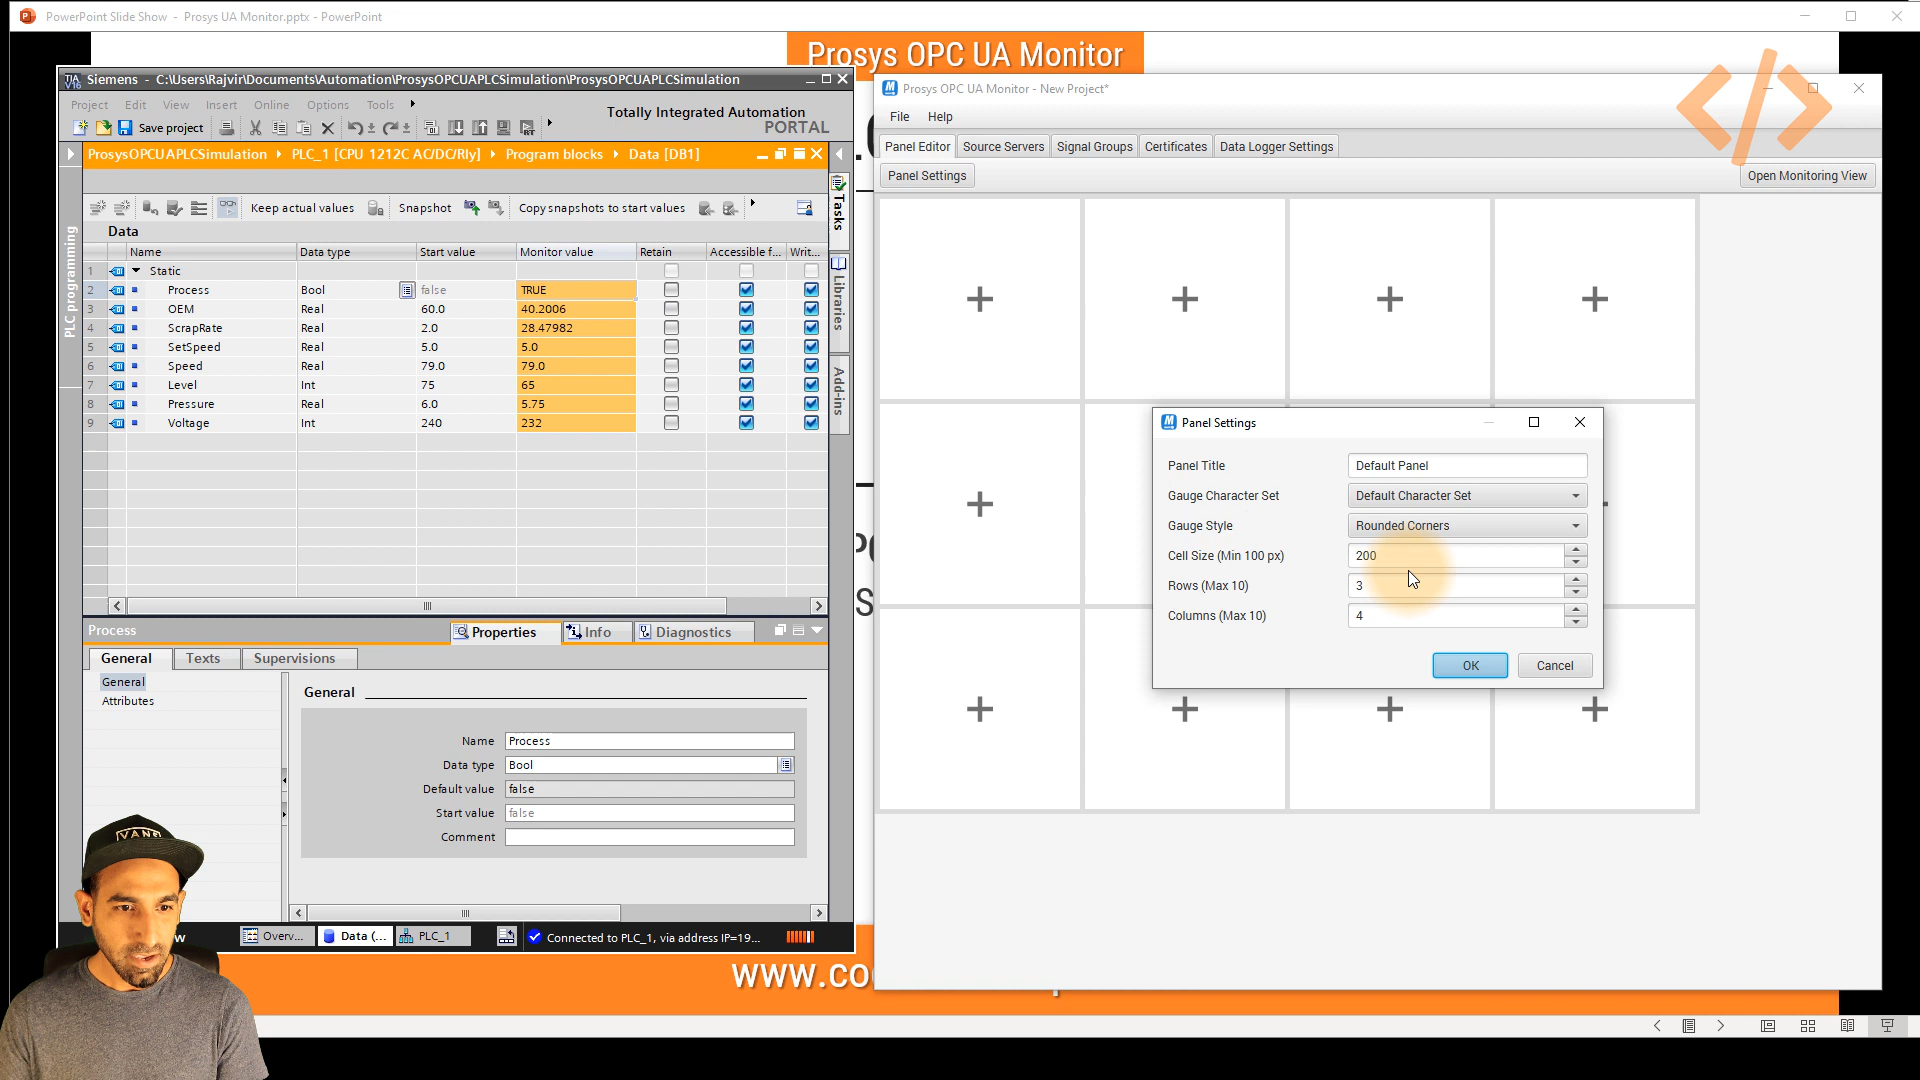 PowerPoint Slide Show - Prosys UA Monitor.pptx - PowerPoint
Prosys OPC UA Monitor
Siemens - C:\Users\Rajvir\Documents\Automation\ProsysOPCUAPLCSimulation\ProsysOPCUAPLCSimulation
TIA
V16
Project Edit View Insert Online Options Tools
Totally Integrated Automation
PORTAL
Save project
ProsysOPCUAPLCSimulation PLC_1 [CPU 1212C AC/DC/Rly] Program blocks Data [DB1]
Keep actual values Snapshot Copy snapshots to start values
Tasks
Libraries
Add-ins
PLC programming
Data
Name Data type Start value Monitor value Retain Accessible f... Writ...
1 Static
2 Process Bool false TRUE
3 OEM Real 60.0 40.2006
4 ScrapRate Real 2.0 28.47982
5 SetSpeed Real 5.0 5.0
6 Speed Real 79.0 79.0
7 Level Int 75 65
8 Pressure Real 6.0 5.75
9 Voltage Int 240 232
Process
Properties Info Diagnostics
General Texts Supervisions
General
Attributes
General
Name Process
Data type Bool
Default value false
Start value false
Comment
w Overv... Data (... PLC_1 Connected to PLC_1, via address IP=19...
Prosys OPC UA Monitor - New Project*
File Help
Panel Editor Source Servers Signal Groups Certificates Data Logger Settings
Panel Settings Open Monitoring View
Panel Settings
Panel Title Default Panel
Gauge Character Set Default Character Set
Gauge Style Rounded Corners
Cell Size (Min 100 px) 200
Rows (Max 10) 3
Columns (Max 10) 4
OK Cancel
www.co
VANS